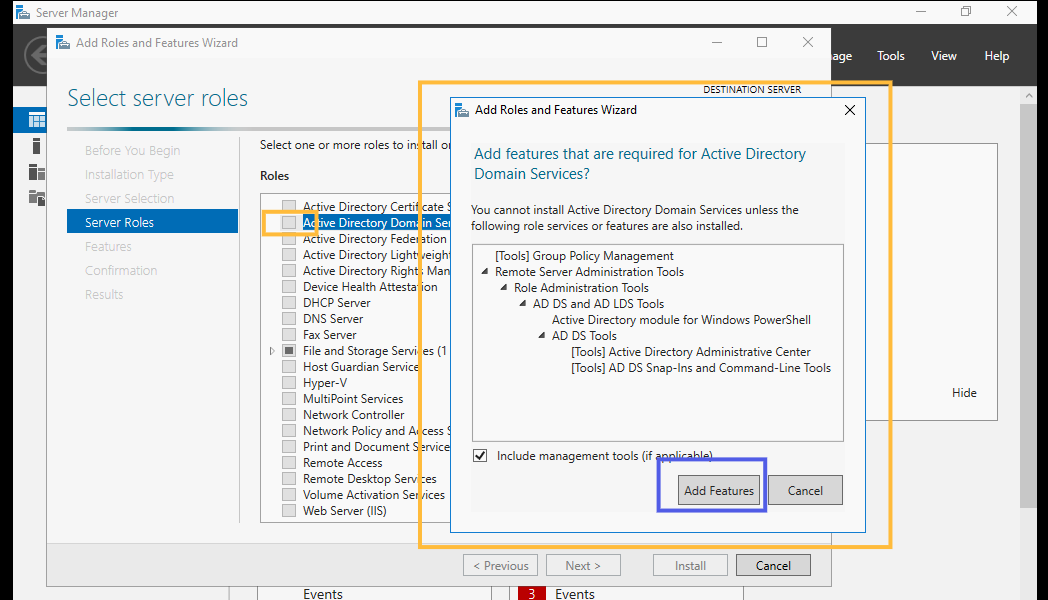 Server Manager
Add Roles and Features Wizard
age Tools View Help
Select server roles
DESTINATION SERVER
Before You Begin
Installation Type
Server Selection
Server Roles
Features
Confirmation
Results
Select one or more roles to install
Roles
Active Directory Certificate S
Active Directory Domain Ser
Active Directory Federation
Active Directory Lightweight
Active Directory Rights Man
Device Health Attestation
DHCP Server
DNS Server
Fax Server
File and Storage Services (1
Host Guardian Service
Hyper-V
MultiPoint Services
Network Controller
Network Policy and Access S
Print and Document Service
Remote Access
Remote Desktop Services
Volume Activation Services
Web Server (IIS)
Add Roles and Features Wizard
Add features that are required for Active Directory
Domain Services?
You cannot install Active Directory Domain Services unless the
following role services or features are also installed.
[Tools] Group Policy Management
Remote Server Administration Tools
Role Administration Tools
AD DS and AD LDS Tools
Active Directory module for Windows PowerShell
AD DS Tools
[Tools] Active Directory Administrative Center
[Tools] AD DS Snap-Ins and Command-Line Tools
Include management tools (if applicable)
Add Features Cancel
Hide
< Previous Next > Install Cancel
Events 3 Events